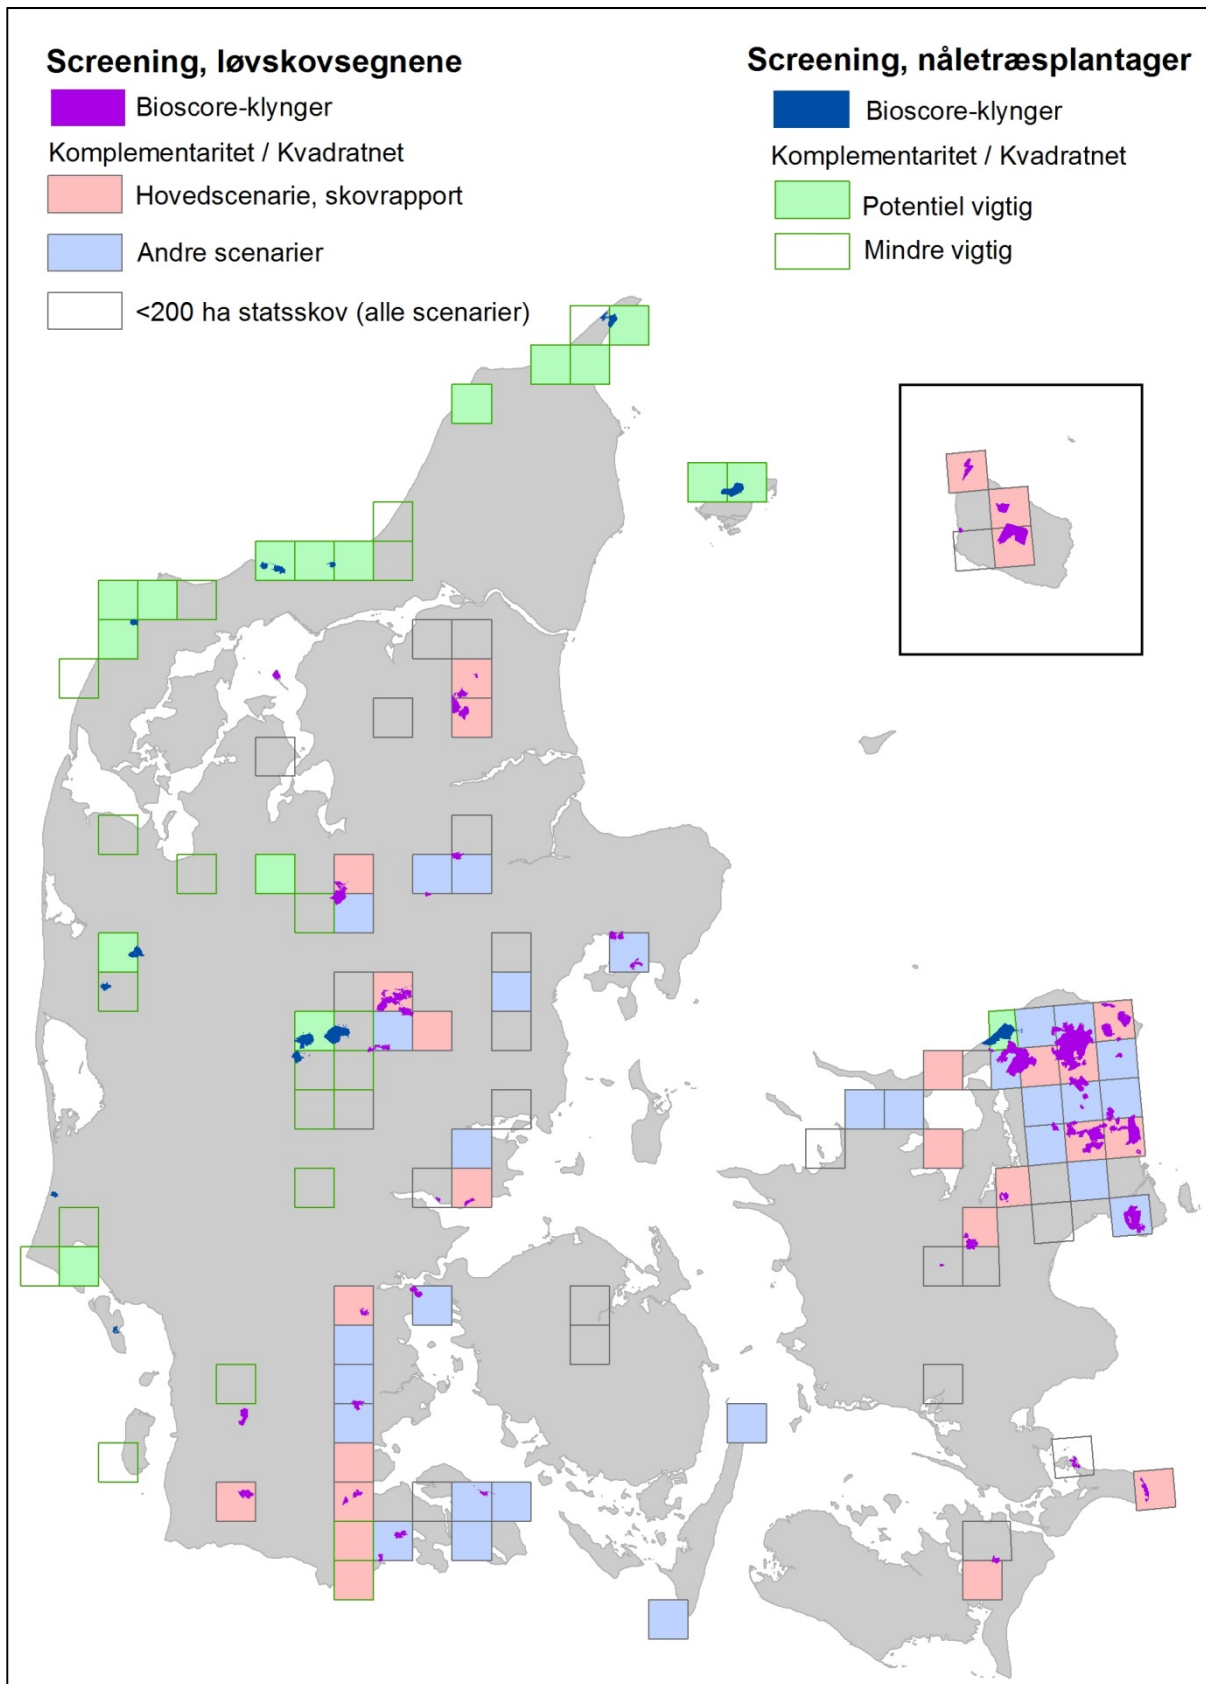 Screening, løvskovsegnene
Bioscore-klynger
Komplementaritet / Kvadratnet
Hovedscenarie, skovrapport
Andre scenarier
<200 ha statsskov (alle scenarier)
Screening, nåletræsplantager
Bioscore-klynger
Komplementaritet / Kvadratnet
Potentiel vigtig
Mindre vigtig